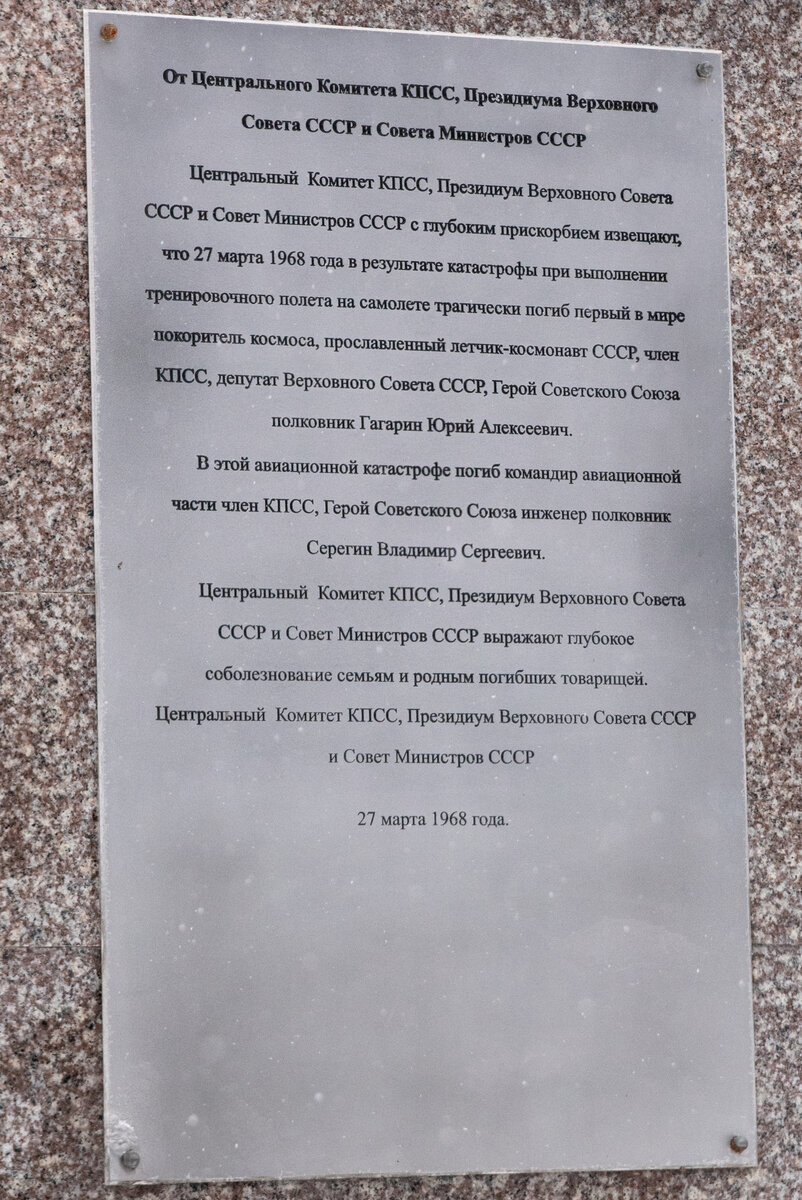 От Центрального Комитета КПСС, Президиума Верховного
Совета СССР и Совета Министров СССР
Центральный Комитет КПСС, Президиум Верховного Совета
СССР и Совет Министров СССР с глубоким прискорбием извещают,
что 27 марта 1968 года в результате катастрофы при выполнении
тренировочного полета на самолете трагически погиб первый в мире
покоритель космоса, прославленный летчик-космонавт СССР, член
КПСС, депутат Верховного Совета СССР, Герой Советского Союза
полковник Гагарин Юрий Алексеевич.
В этой авиационной катастрофе погиб командир авиационной
части член КПСС, Герой Советского Союза инженер полковник
Серегин Владимир Сергеевич.
Центральный Комитет КПСС, Президиум Верховного Совета
СССР и Совет Министров СССР выражают глубокое
соболезнование семьям и родным погибших товарищей.
Центральный Комитет КПСС, Президиум Верховного Совета СССР
и Совет Министров СССР
27 марта 1968 года.